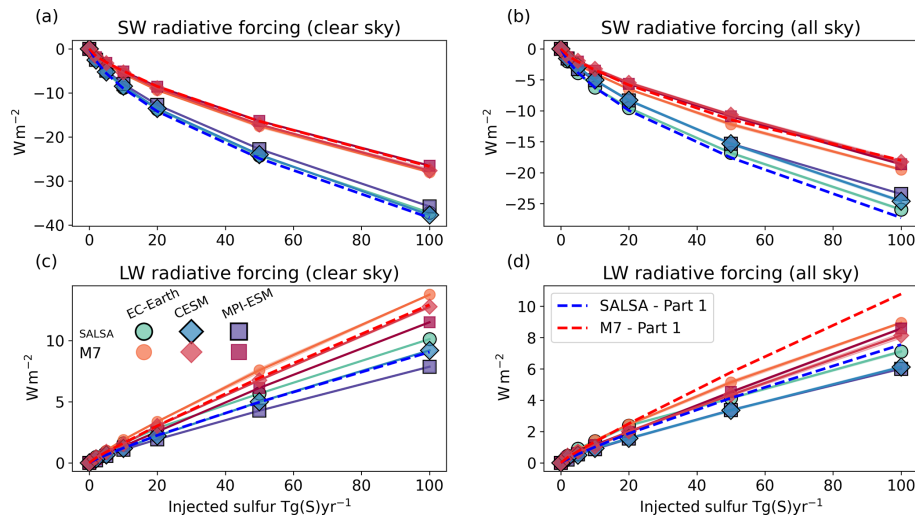 (a)
SW radiative forcing (clear sky)
0
−10
−20
−30
−40
W m⁻²
0
20
40
60
80
100
(b)
SW radiative forcing (all sky)
0
−5
−10
−15
−20
−25
W m⁻²
0
20
40
60
80
100
(c)
LW radiative forcing (clear sky)
EC-Earth
CESM
MPI-ESM
SALSA
M7
10
5
0
W m⁻²
0
20
40
60
80
100
Injected sulfur Tg(S)yr⁻¹
(d)
LW radiative forcing (all sky)
SALSA - Part 1
M7 - Part 1
10
8
6
4
2
0
W m⁻²
0
20
40
60
80
100
Injected sulfur Tg(S)yr⁻¹